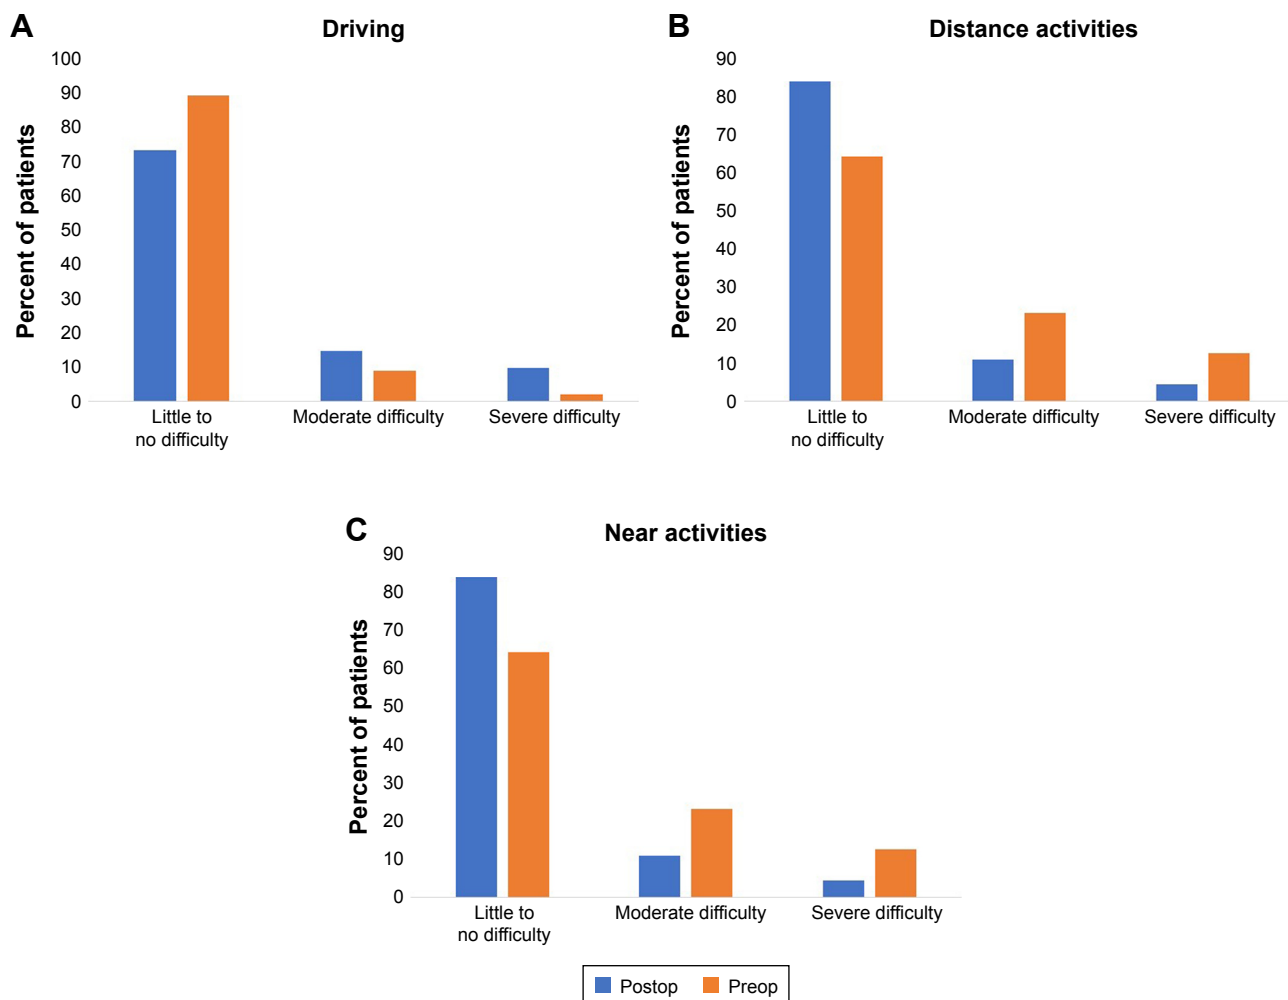 A
Driving
Percent of patients
100
90
80
70
60
50
40
30
20
10
0
Little to
no difficulty
Moderate difficulty
Severe difficulty
B
Distance activities
Percent of patients
90
80
70
60
50
40
30
20
10
0
Little to
no difficulty
Moderate difficulty
Severe difficulty
C
Near activities
Percent of patients
90
80
70
60
50
40
30
20
10
0
Little to
no difficulty
Moderate difficulty
Severe difficulty
Postop
Preop